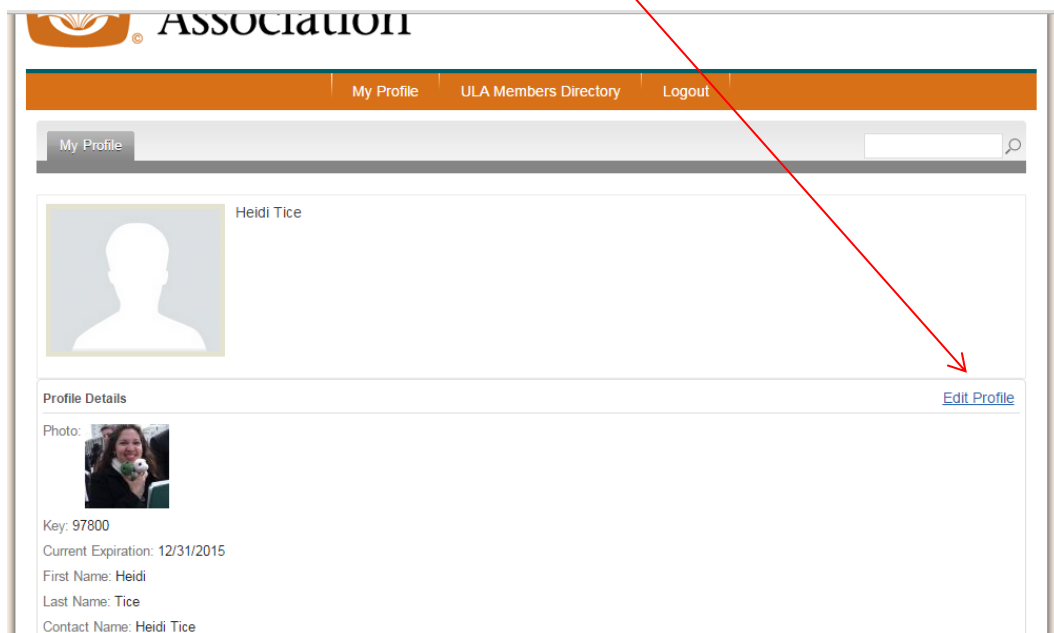 Association
©
My Profile ULA Members Directory Logout
My Profile
Heidi Tice
Profile Details Edit Profile
Photo:
Key: 97800
Current Expiration: 12/31/2015
First Name: Heidi
Last Name: Tice
Contact Name: Heidi Tice